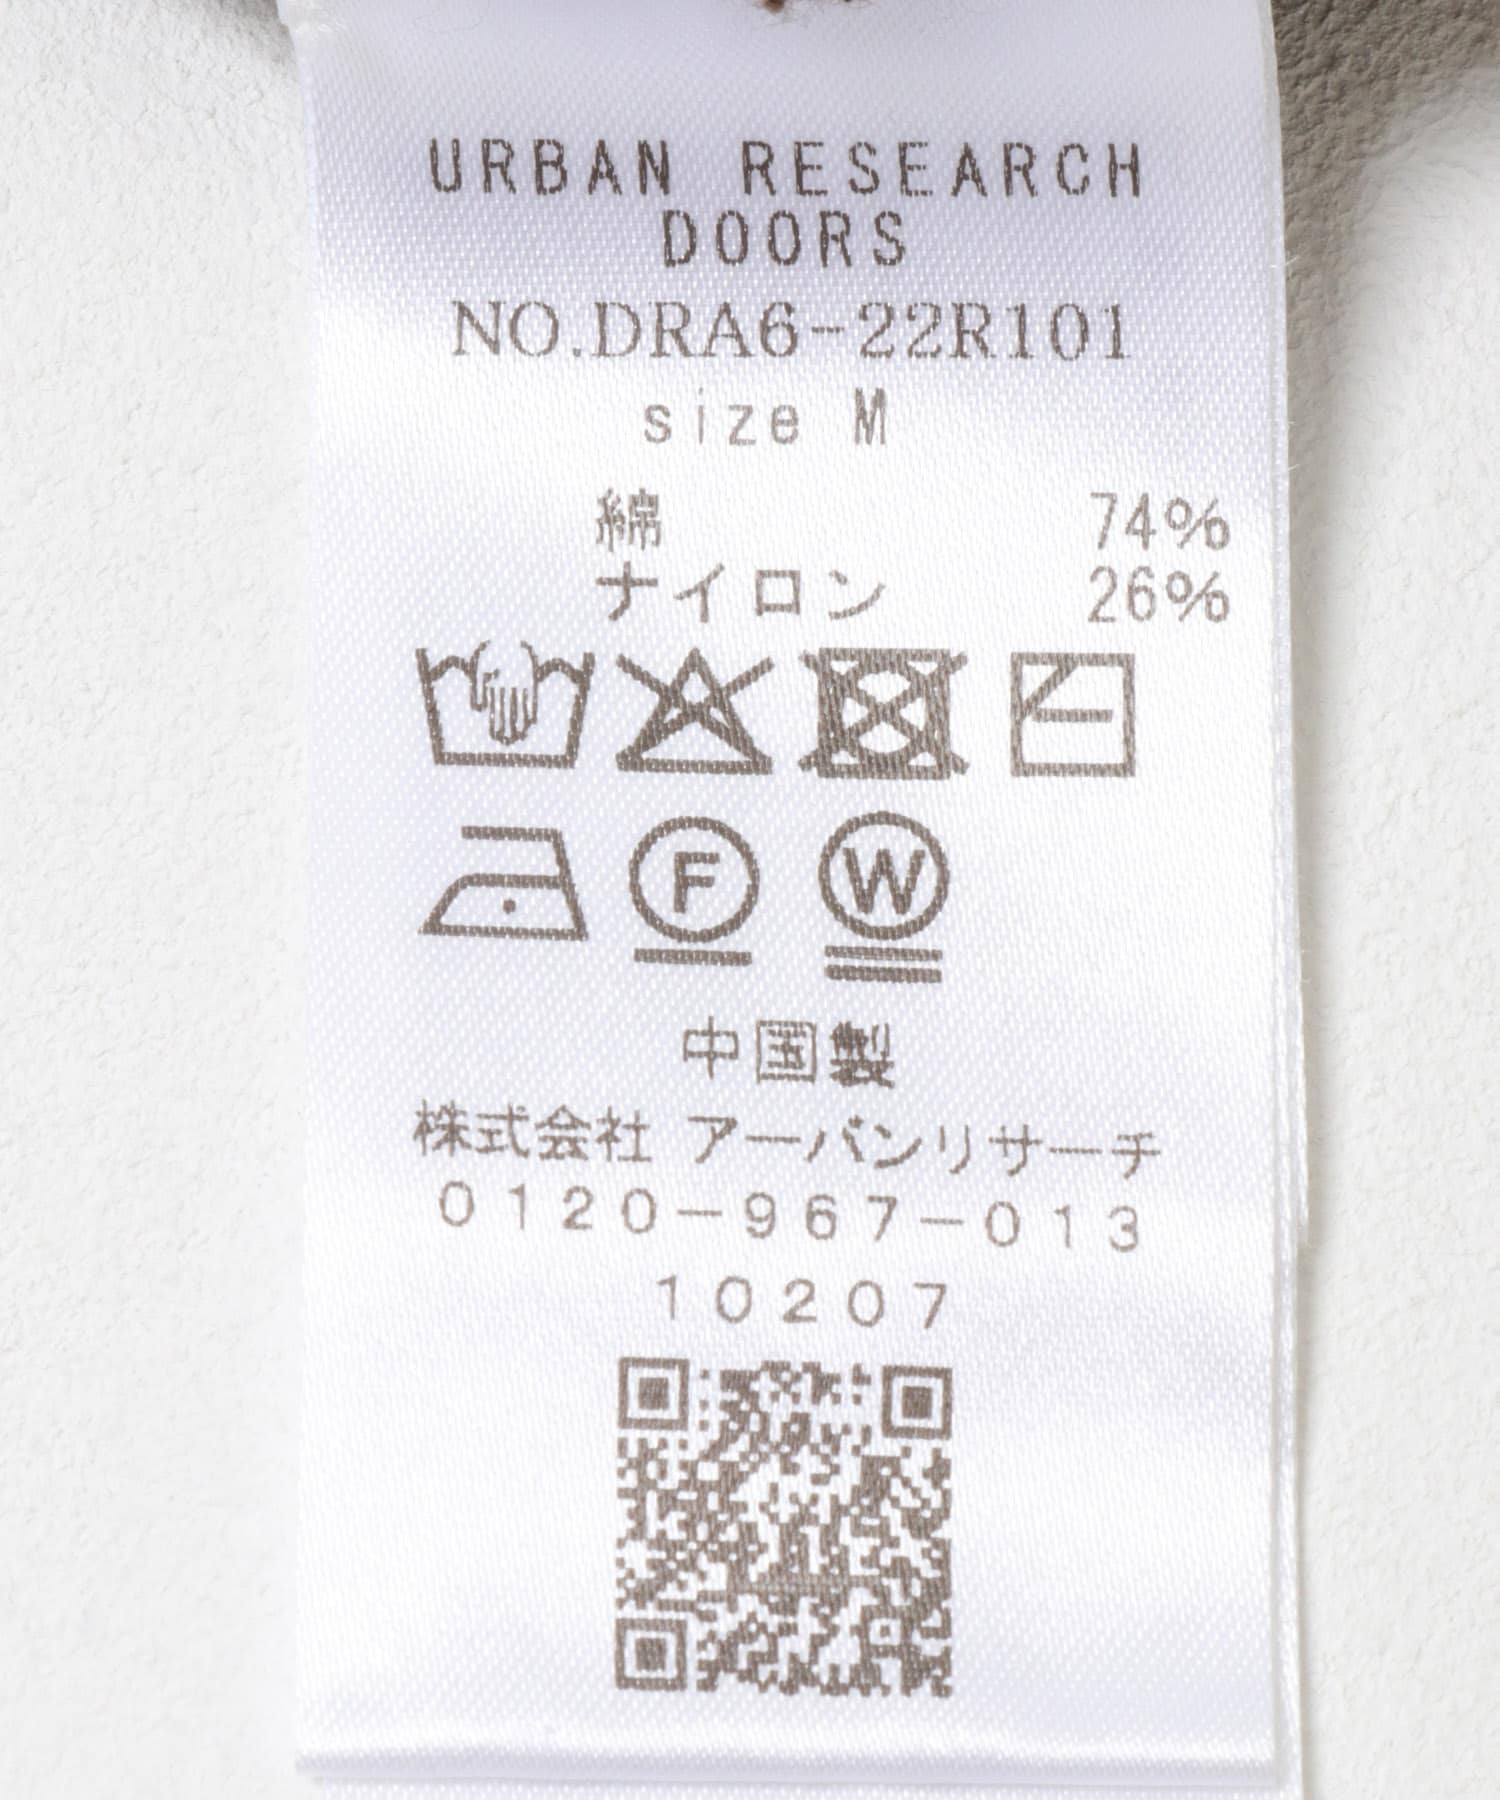 URBAN RESEARCH
DOORS
NO.DRA6-22R101
size M
綿 74%
ナイロン 26%
F W
中国製
株式会社 アーバンリサーチ
0120-967-013
10207